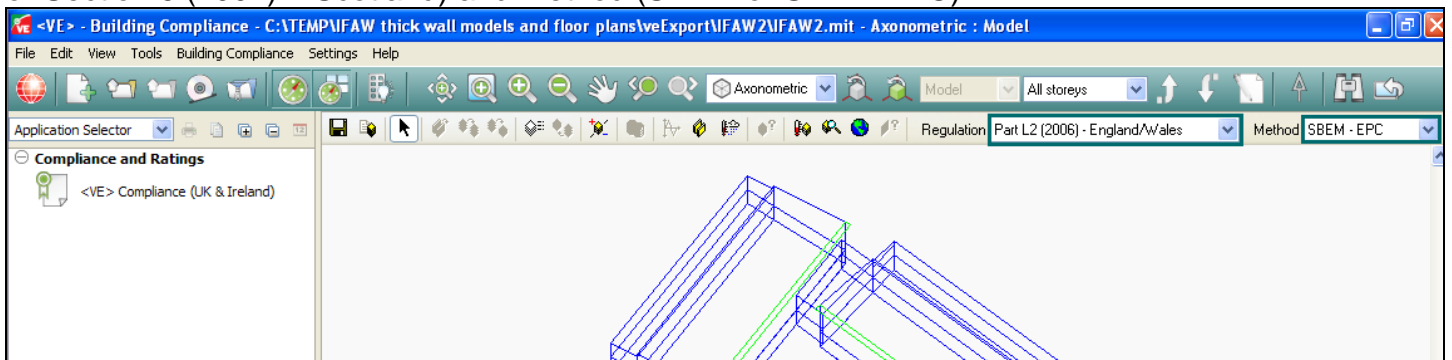 <VE> - Building Compliance - C:\TEMP\IFAW thick wall models and floor plans\veExport\IFAW2\IFAW2.mit - Axonometric : Model
File Edit View Tools Building Compliance Settings Help
Axonometric Model All storeys
Application Selector Regulation Part L2 (2006) - England/Wales Method SBEM - EPC
Compliance and Ratings
<VE> Compliance (UK & Ireland)